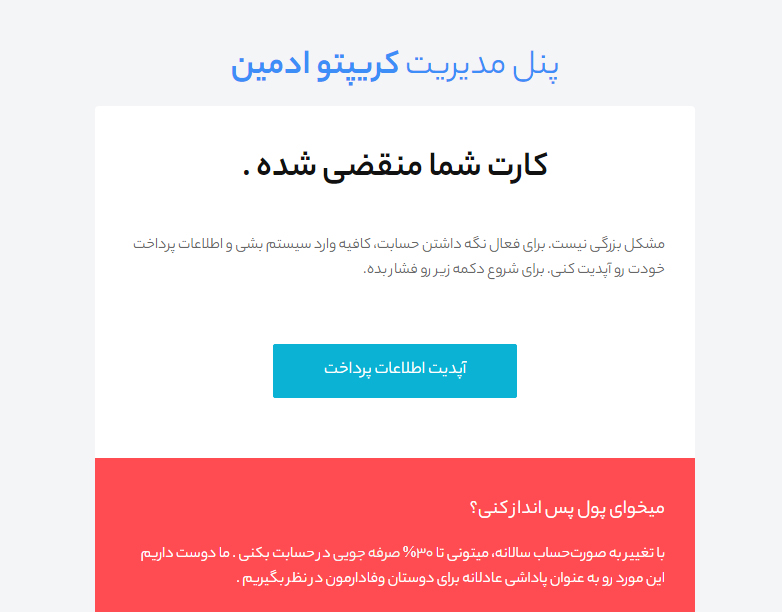 پنل مدیریت کریپتو ادمین
کارت شما منقضی شده .
مشکل بزرگی نیست. برای فعال نگه داشتن حسابت، کافیه وارد سیستم بشی و اطلاعات پرداخت
خودت رو آپدیت کنی. برای شروع دکمه زیر رو فشار بده.
آپدیت اطلاعات پرداخت
میخوای پول پس انداز کنی؟
با تغییر به صورت‌حساب سالانه، میتونی تا ۳۰% صرفه جویی در حسابت بکنی . ما دوست داریم
این مورد رو به عنوان پاداشی عادلانه برای دوستان وفادارمون در نظر بگیریم .